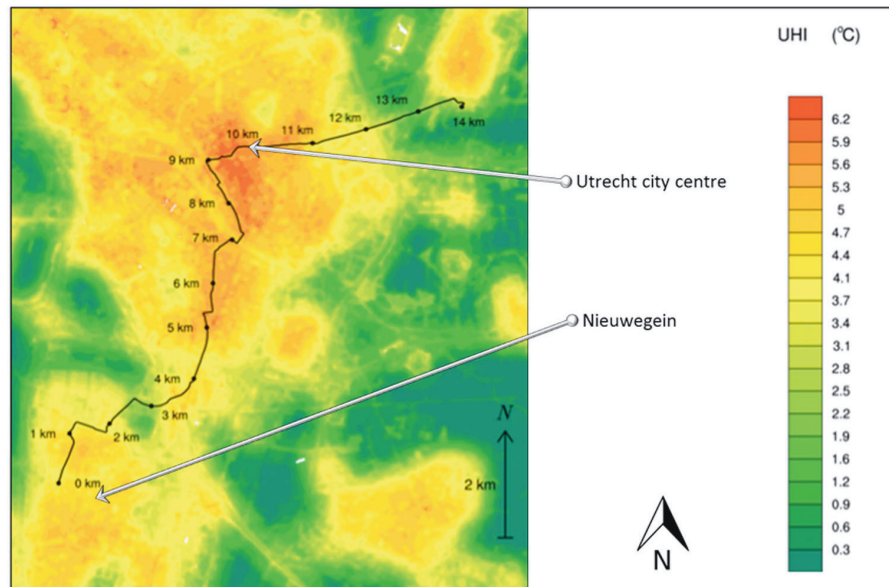 UHI (°C)
13 km
14 km
12 km
11 km
10 km
9 km
8 km
7 km
6 km
5 km
4 km
3 km
2 km
1 km
0 km
Utrecht city centre
Nieuwegein
N
2 km
N
6.2
5.9
5.6
5.3
5
4.7
4.4
4.1
3.7
3.4
3.1
2.8
2.5
2.2
1.9
1.6
1.2
0.9
0.6
0.3